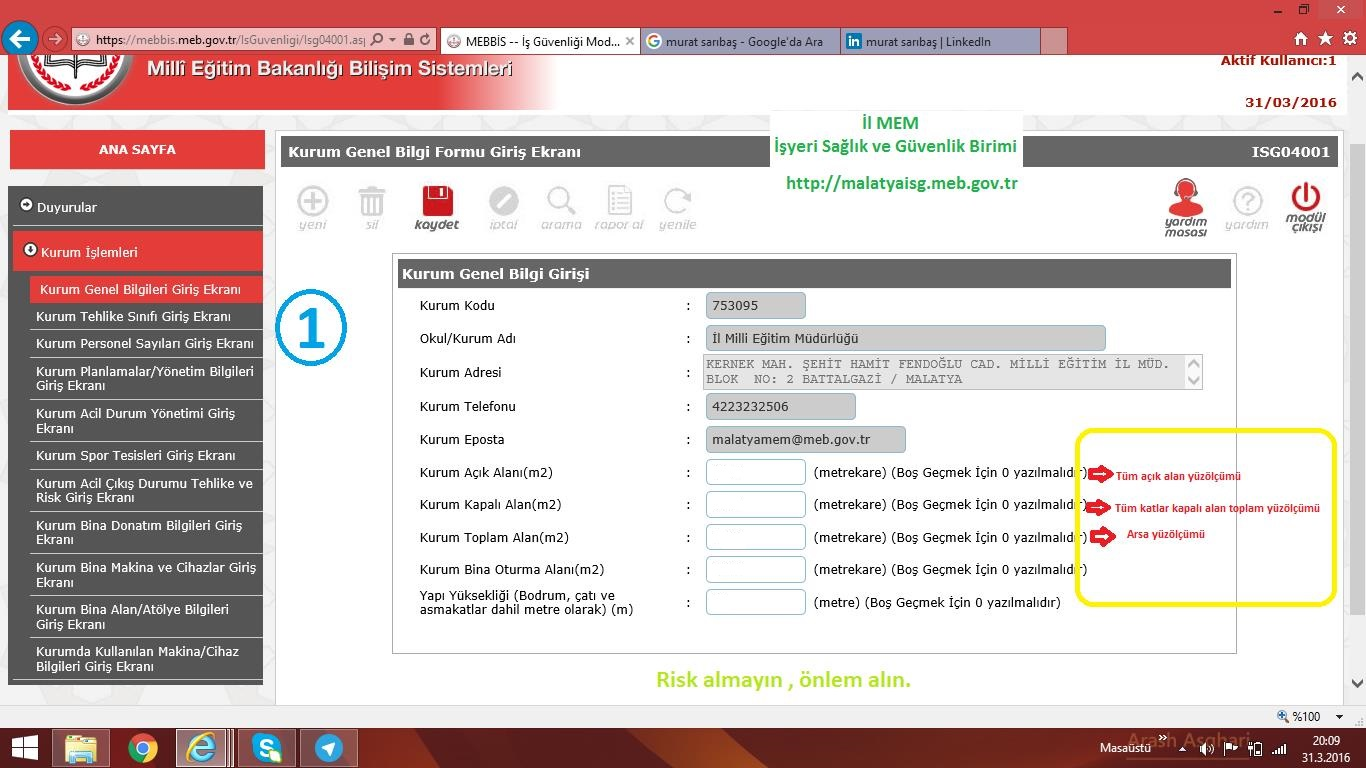 https://mebbis.meb.gov.tr/IsGuvenligi/Isg04001.as
MEBBİS -- İş Güvenliği Mod...
murat sarıbaş - Google'da Ara
murat sarıbaş | LinkedIn
Millî Eğitim Bakanlığı Bilişim Sistemleri
Aktif Kullanıcı:1
31/03/2016
İl MEM
İşyeri Sağlık ve Güvenlik Birimi
http://malatyaisg.meb.gov.tr
ANA SAYFA
Duyurular
Kurum İşlemleri
Kurum Genel Bilgileri Giriş Ekranı
Kurum Tehlike Sınıfı Giriş Ekranı
Kurum Personel Sayıları Giriş Ekranı
Kurum Planlamalar/Yönetim Bilgileri
Giriş Ekranı
Kurum Acil Durum Yönetimi Giriş
Ekranı
Kurum Spor Tesisleri Giriş Ekranı
Kurum Acil Çıkış Durumu Tehlike ve
Risk Giriş Ekranı
Kurum Bina Donatım Bilgileri Giriş
Ekranı
Kurum Bina Makina ve Cihazlar Giriş
Ekranı
Kurum Bina Alan/Atölye Bilgileri
Giriş Ekranı
Kurumda Kullanılan Makina/Cihaz
Bilgileri Giriş Ekranı
Kurum Genel Bilgi Formu Giriş Ekranı
ISG04001
yeni
sil
kaydet
iptal
arama
rapor al
yenile
yardım
masası
yardım
modül
çıkışı
1
Kurum Genel Bilgi Girişi
Kurum Kodu : 753095
Okul/Kurum Adı : İl Milli Eğitim Müdürlüğü
Kurum Adresi : KERNEK MAH. ŞEHİT HAMİT FENDOĞLU CAD. MİLLİ EĞİTİM İL MÜD.
BLOK NO: 2 BATTALGAZİ / MALATYA
Kurum Telefonu : 4223232506
Kurum Eposta : malatyamem@meb.gov.tr
Kurum Açık Alanı(m2) : (metrekare) (Boş Geçmek İçin 0 yazılmalıdır) Tüm açık alan yüzölçümü
Kurum Kapalı Alan(m2) : (metrekare) (Boş Geçmek İçin 0 yazılmalıdır) Tüm katlar kapalı alan toplam yüzölçümü
Kurum Toplam Alan(m2) : (metrekare) (Boş Geçmek İçin 0 yazılmalıdır) Arsa yüzölçümü
Kurum Bina Oturma Alanı(m2) : (metrekare) (Boş Geçmek İçin 0 yazılmalıdır)
Yapı Yüksekliği (Bodrum, çatı ve
asmakatlar dahil metre olarak) (m) : (metre) (Boş Geçmek İçin 0 yazılmalıdır)
Risk almayın , önlem alın.
%100
Masaüstü
Arash Asghari
20:09
31.3.2016